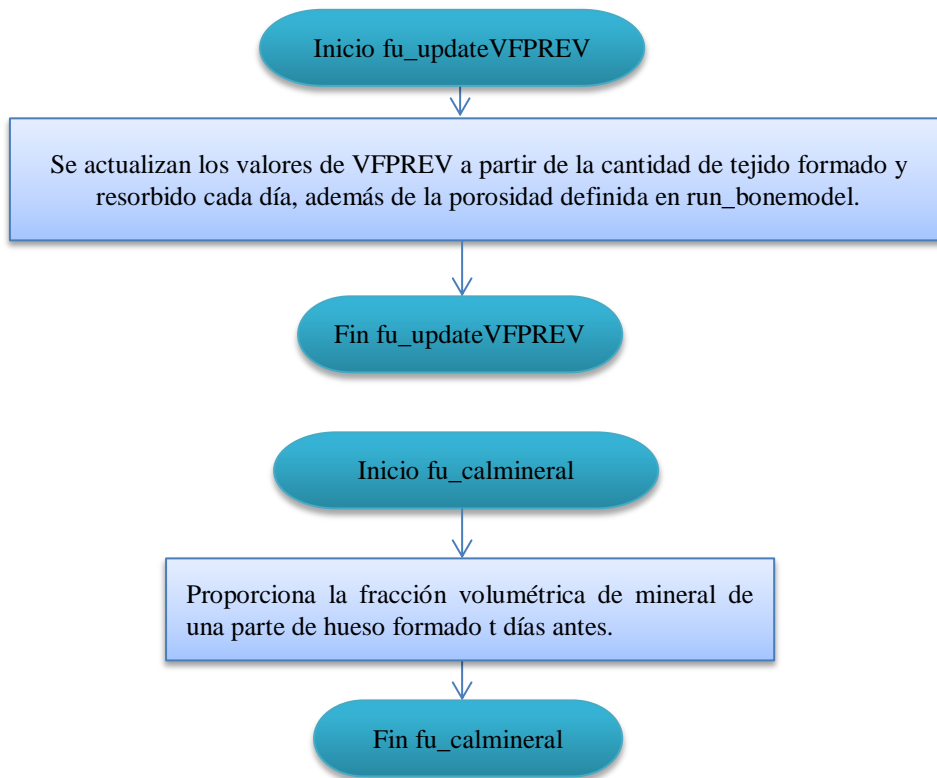 Inicio fu_updateVFPREV
Se actualizan los valores de VFPREV a partir de la cantidad de tejido formado y
resorbido cada día, además de la porosidad definida en run_bonemodel.
Fin fu_updateVFPREV
Inicio fu_calmineral
Proporciona la fracción volumétrica de mineral de
una parte de hueso formado t días antes.
Fin fu_calmineral